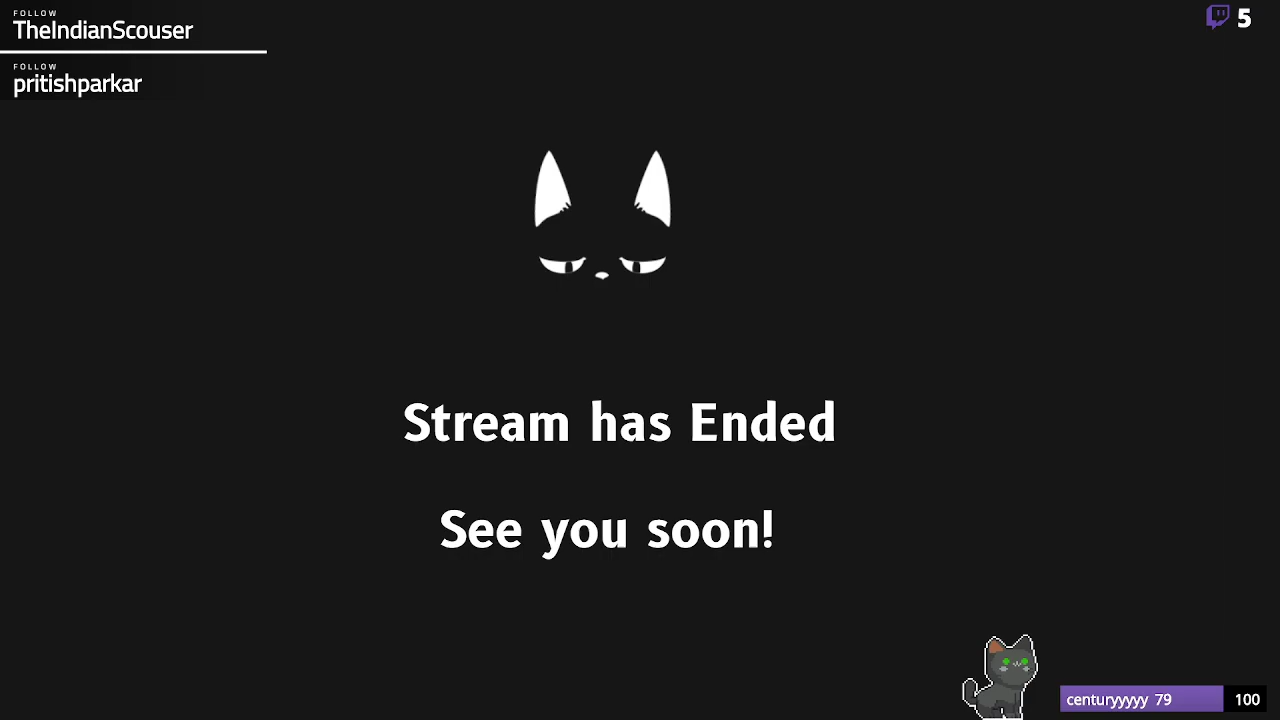 FOLLOW
TheIndianScouser
FOLLOW
pritishparkar
5
Stream has Ended
See you soon!
centuryyyyy 79
100